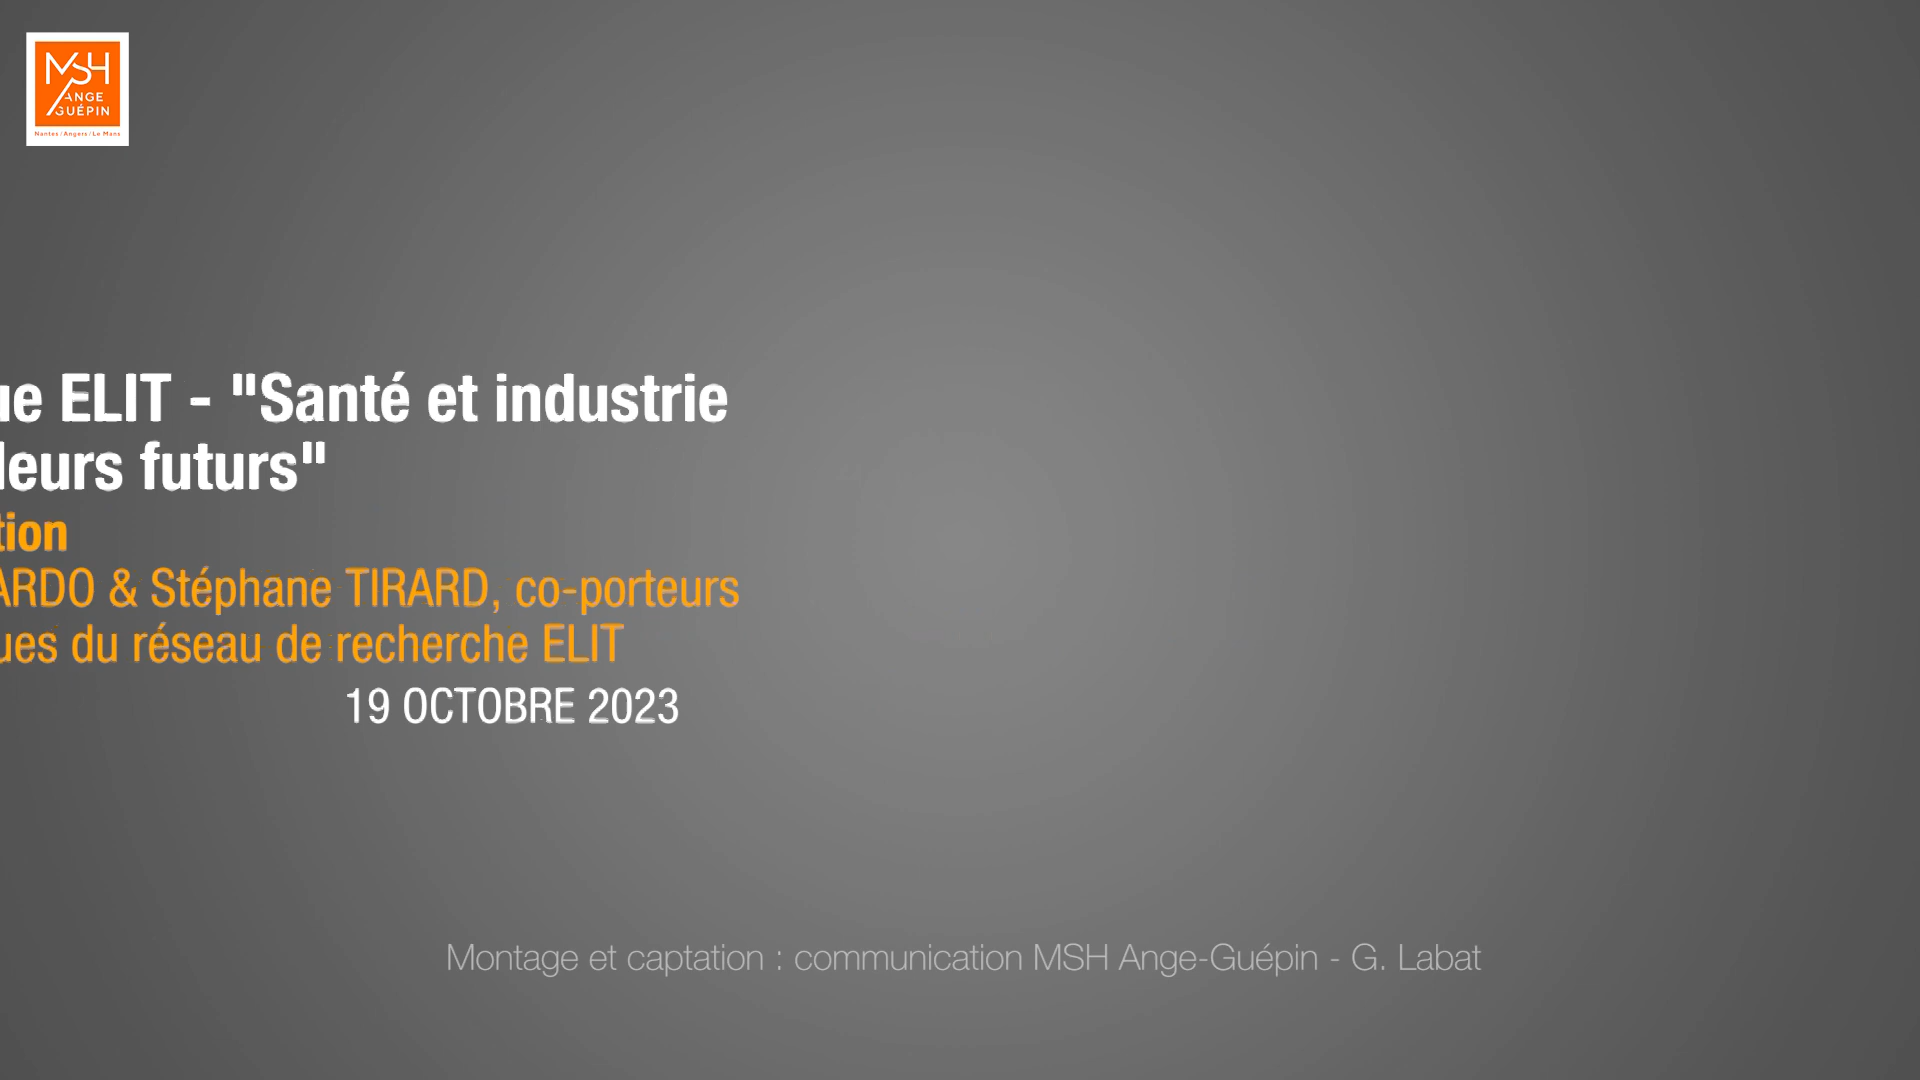 MSH
ANGE
GUÉPIN
Nantes/Angers/Le Mans
ue ELIT - "Santé et industrie
leurs futurs"
tion
ARDO & Stéphane TIRARD, co-porteurs
ues du réseau de recherche ELIT
19 OCTOBRE 2023
Montage et captation : communication MSH Ange-Guépin - G. Labat